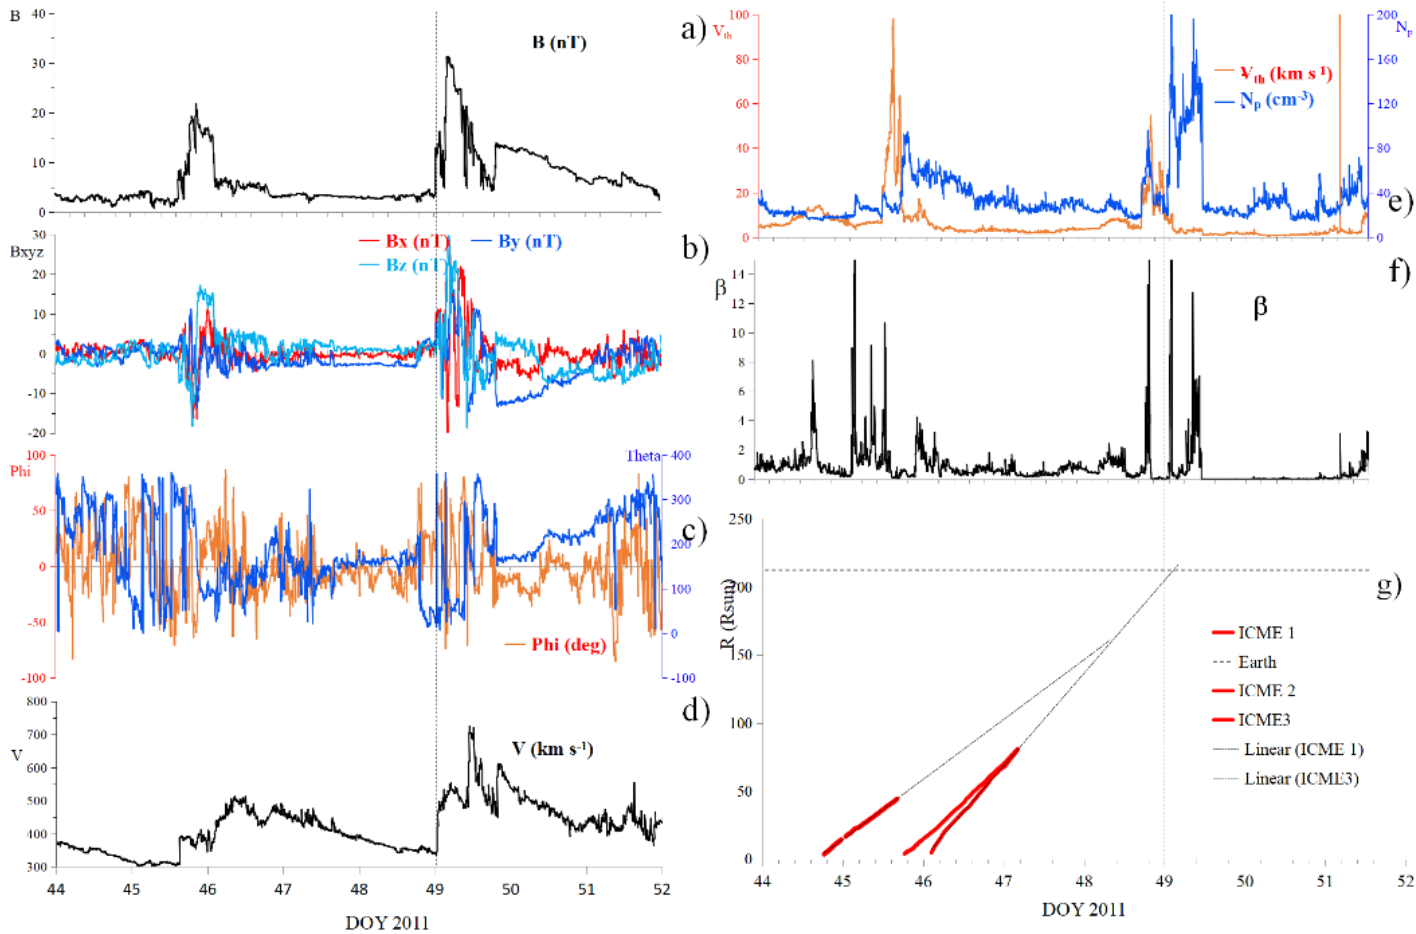 B
40
30
20
10
0
B (nT)
a)
Bxyz
30
20
10
0
-10
-20
Bx (nT)
By (nT)
Bz (nT)
b)
Phi
100
50
0
-50
-100
Theta
400
300
200
100
0
-100
c)
Phi (deg)
V
800
700
600
500
400
300
V (km s-1)
d)
44
45
46
47
48
49
50
51
52
DOY 2011
Vth
100
80
60
40
20
0
Np
200
160
120
80
40
0
Vth (km s-1)
Np (cm-3)
e)
β
14
12
10
8
6
4
2
0
β
f)
R (Rsun)
250
200
150
100
50
0
g)
ICME 1
Earth
ICME 2
ICME3
Linear (ICME 1)
Linear (ICME3)
44
45
46
47
48
49
50
51
52
DOY 2011